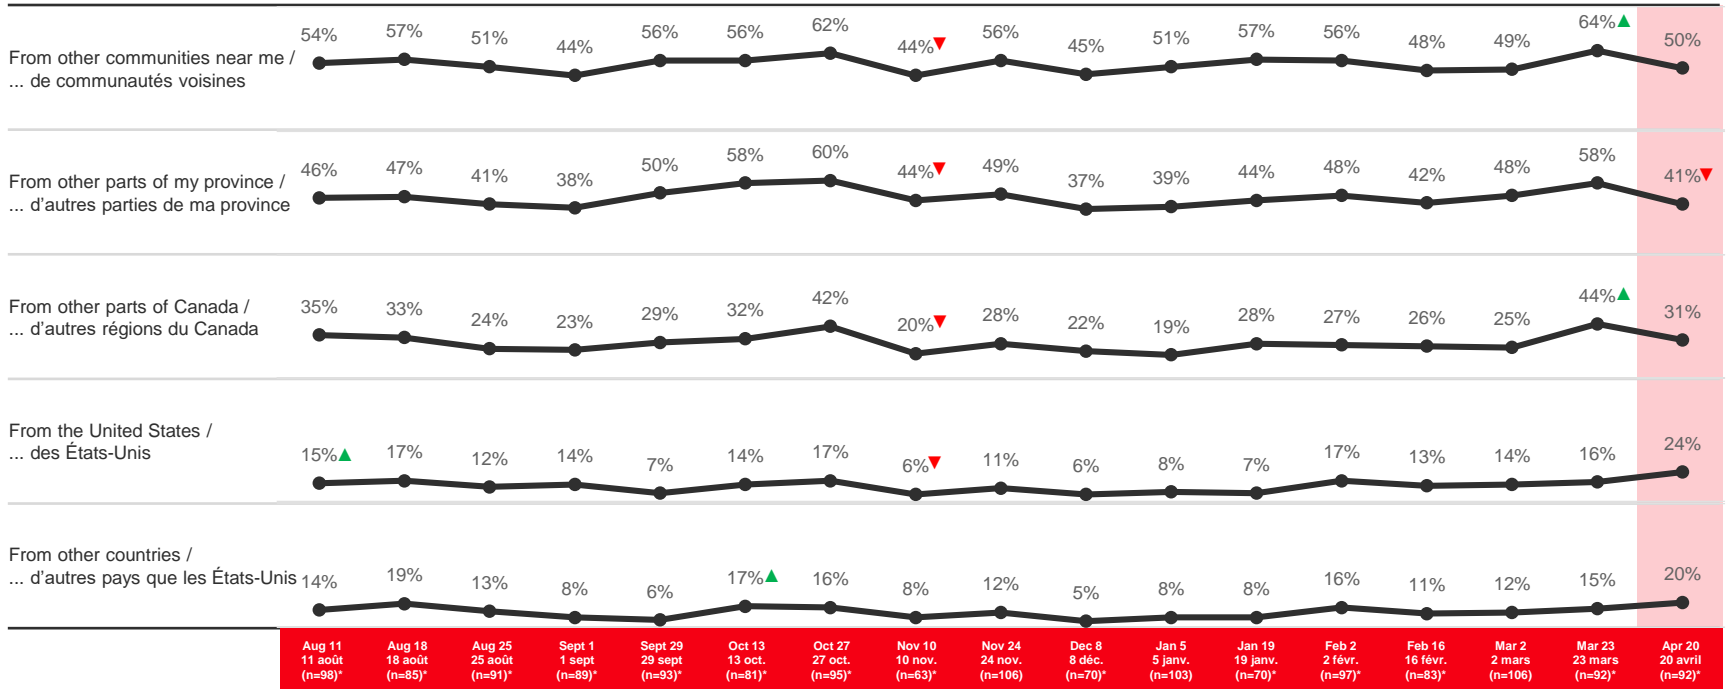 54% 57% 51% 44% 56% 56% 62% 44%▼ 56% 45% 51% 57% 56% 48% 49% 64%▲ 50%
From other communities near me /
... de communautés voisines
46% 47% 41% 38% 50% 58% 60% 44%▼ 49% 37% 39% 44% 48% 42% 48% 58% 41%▼
From other parts of my province /
... d'autres parties de ma province
35% 33% 24% 23% 29% 32% 42% 20%▼ 28% 22% 19% 28% 27% 26% 25% 44%▲ 31%
From other parts of Canada /
... d'autres régions du Canada
From the United States /
... des États-Unis
15%▲ 17% 12% 14% 7% 14% 17% 6%▼ 11% 6% 8% 7% 17% 13% 14% 16% 24%
From other countries /
... d'autres pays que les États-Unis
14% 19% 13% 8% 6% 17%▲ 16% 8% 12% 5% 8% 8% 16% 11% 12% 15% 20%
Aug 11 Aug 18 Aug 25 Sept 1 Sept 29 Oct 13 Oct 27 Nov 10 Nov 24 Dec 8 Jan 5 Jan 19 Feb 2 Feb 16 Mar 2 Mar 23 Apr 20
11 août 18 août 25 août 1 sept 29 sept 13 oct. 27 oct. 10 nov. 24 nov. 8 déc. 5 janv. 19 janv. 2 févr. 16 févr. 2 mars 23 mars 20 avril
(n=98)* (n=85)* (n=91)* (n=89)* (n=93)* (n=81)* (n=95)* (n=63)* (n=106) (n=70)* (n=103) (n=70)* (n=97)* (n=83)* (n=106) (n=92)* (n=92)*